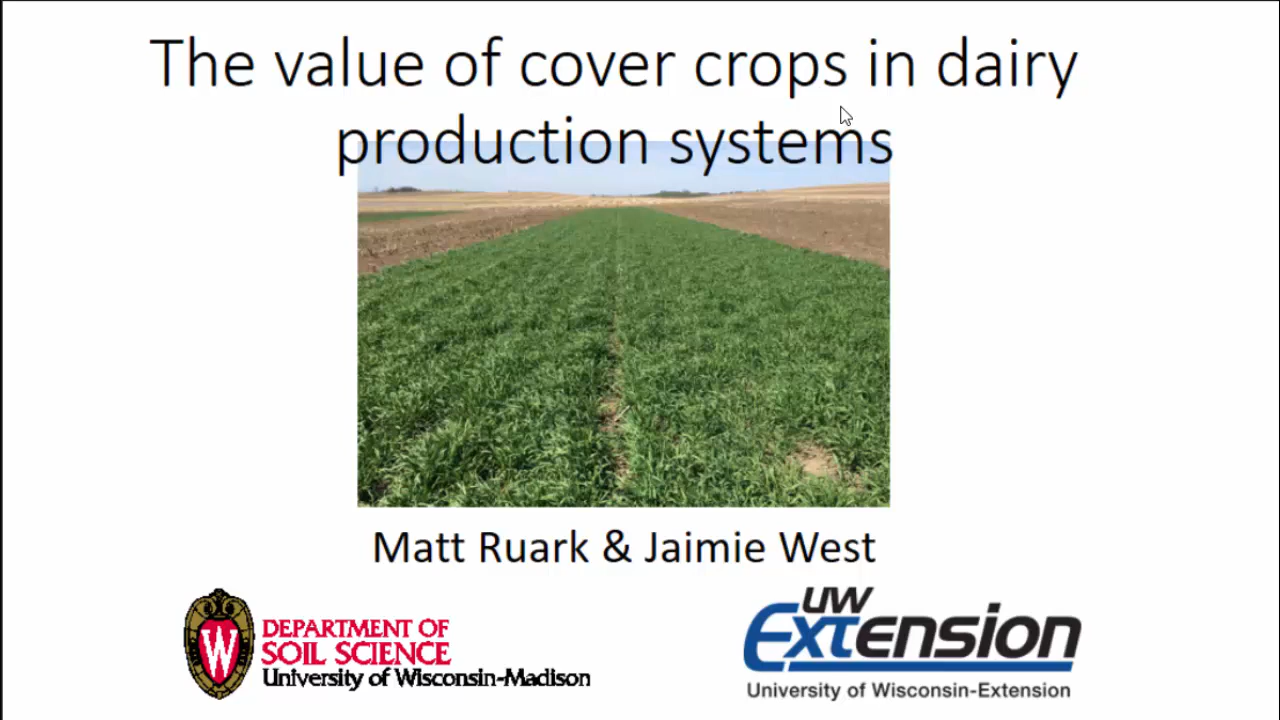 The value of cover crops in dairy
production systems
Matt Ruark & Jaimie West
W
DEPARTMENT OF
SOIL SCIENCE
University of Wisconsin-Madison
UW
Extension
University of Wisconsin-Extension